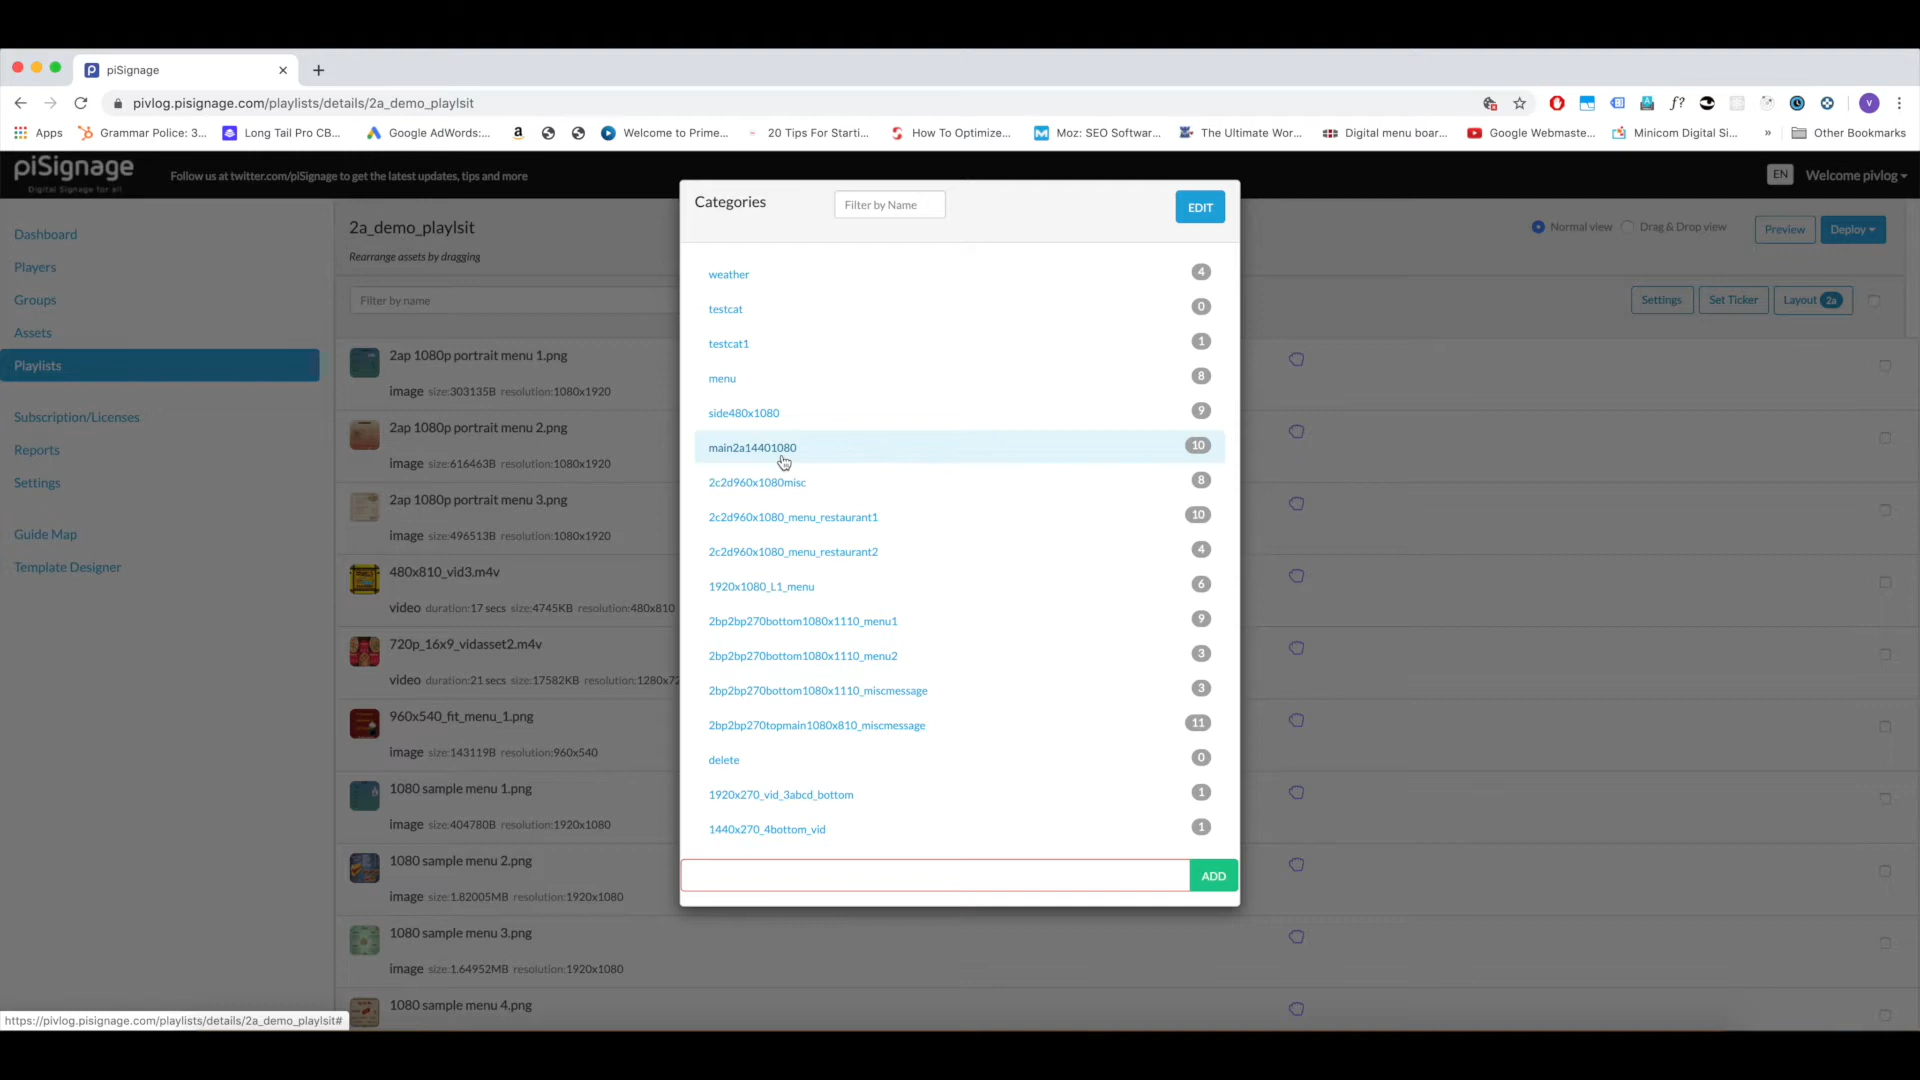 piSignage
pivlog.pisignage.com/playlists/details/2a_demo_playlsit
Apps Grammar Police: 3... Long Tail Pro CB... Google AdWords:... Welcome to Prime... 20 Tips For Starti... How To Optimize... Moz: SEO Softwar... The Ultimate Wor... Digital menu boar... Google Webmaste... Minicom Digital Si... » Other Bookmarks
piSignage
Digital Signage for all
Follow us at twitter.com/piSignage to get the latest updates, tips and more
EN Welcome pivlog
Dashboard
Players
Groups
Assets
Playlists
Subscription/Licenses
Reports
Settings
Guide Map
Template Designer
2a_demo_playlsit
Rearrange assets by dragging
Normal view Drag & Drop view Preview Deploy
Filter by name
Settings Set Ticker Layout 2a
2ap 1080p portrait menu 1.png
image size:303135B resolution:1080x1920
2ap 1080p portrait menu 2.png
image size:616463B resolution:1080x1920
2ap 1080p portrait menu 3.png
image size:496513B resolution:1080x1920
480x810_vid3.m4v
video duration:17 secs size:4745KB resolution:480x810
720p_16x9_vidasset2.m4v
video duration:21 secs size:17582KB resolution:1280x72
960x540_fit_menu_1.png
image size:143119B resolution:960x540
1080 sample menu 1.png
image size:404780B resolution:1920x1080
1080 sample menu 2.png
image size:1.82005MB resolution:1920x1080
1080 sample menu 3.png
image size:1.64952MB resolution:1920x1080
1080 sample menu 4.png
Categories
Filter by Name
EDIT
weather 4
testcat 0
testcat1 1
menu 8
side480x1080 9
main2a14401080 10
2c2d960x1080misc 8
2c2d960x1080_menu_restaurant1 10
2c2d960x1080_menu_restaurant2 4
1920x1080_L1_menu 6
2bp2bp270bottom1080x1110_menu1 9
2bp2bp270bottom1080x1110_menu2 3
2bp2bp270bottom1080x1110_miscmessage 3
2bp2bp270topmain1080x810_miscmessage 11
delete 0
1920x270_vid_3abcd_bottom 1
1440x270_4bottom_vid 1
ADD
https://pivlog.pisignage.com/playlists/details/2a_demo_playlsit#